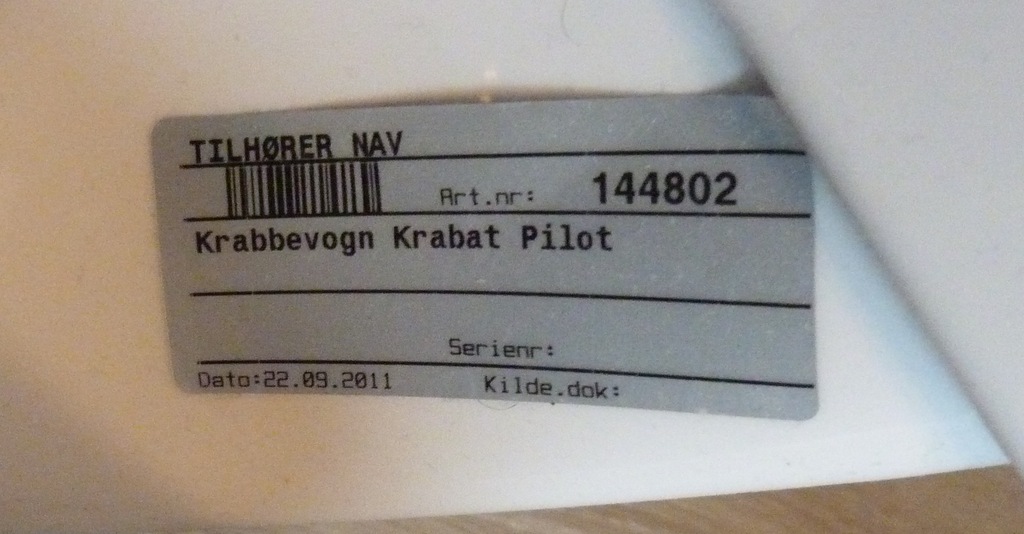 TILHØRER NAV
Art.nr: 144802
Krabbevogn Krabat Pilot
Serienr:
Dato:22.09.2011 Kilde.dok: